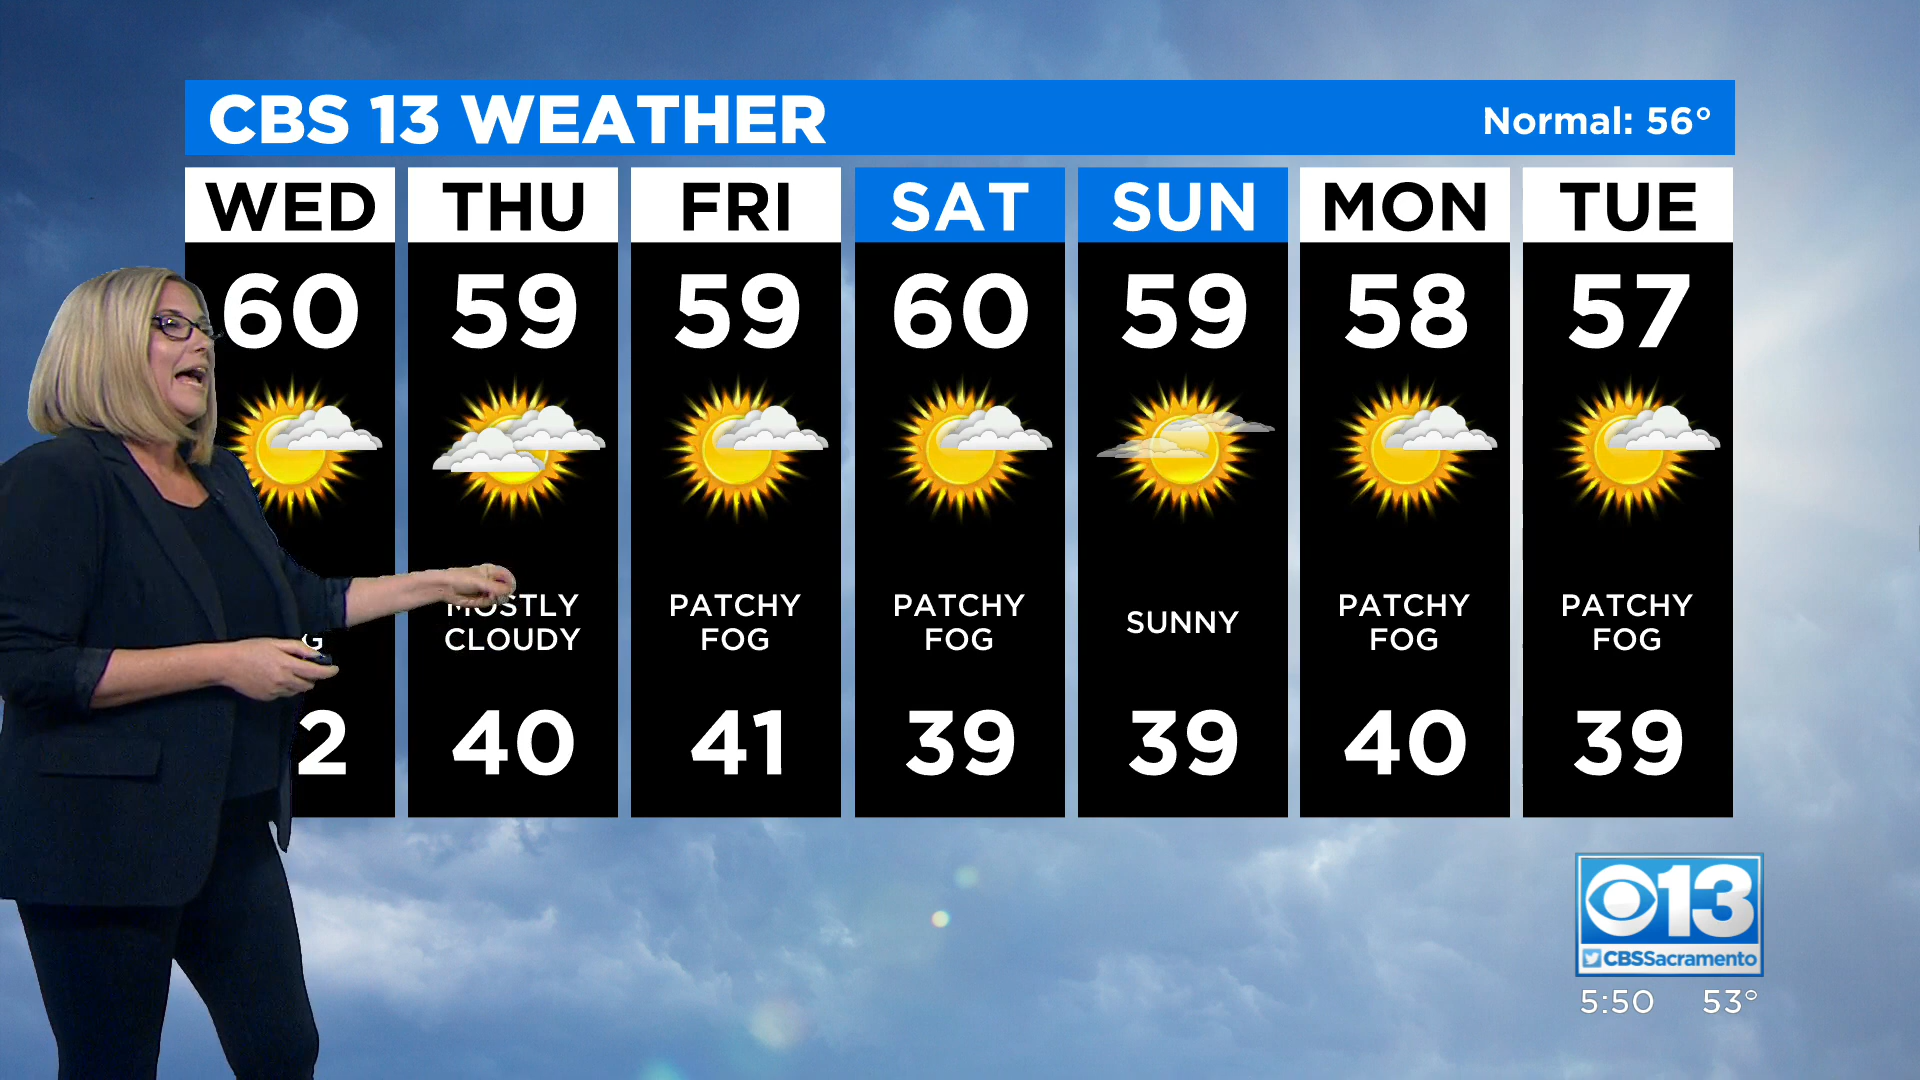 CBS 13 WEATHER
Normal: 56°
WED THU FRI SAT SUN MON TUE
60 59 59 60 59 58 57
MOSTLY CLOUDY
PATCHY FOG
PATCHY FOG
SUNNY
PATCHY FOG
PATCHY FOG
40 41 39 39 40 39
13
CBSSacramento
5:50 53°